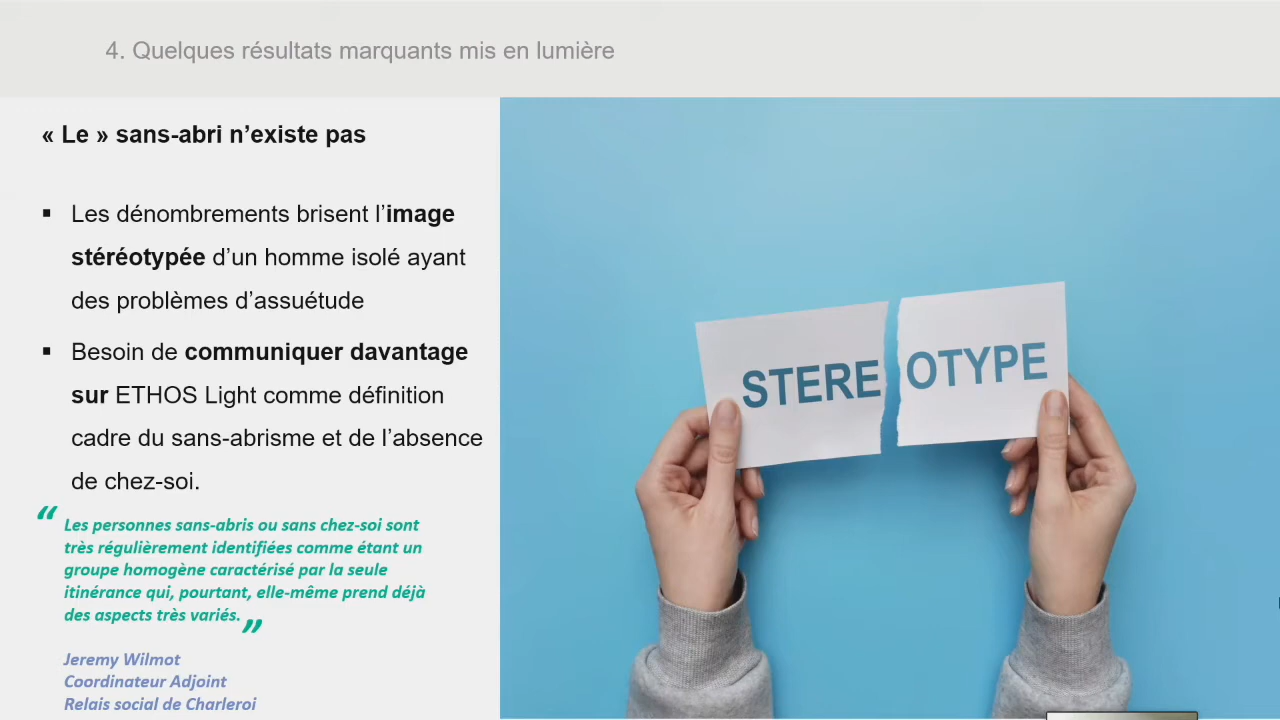 4. Quelques résultats marquants mis en lumière
« Le » sans-abri n’existe pas
▪ Les dénombrements brisent l’image
stéréotypée d’un homme isolé ayant
des problèmes d’assuétude
▪ Besoin de communiquer davantage
sur ETHOS Light comme définition
cadre du sans-abrisme et de l’absence
de chez-soi.
“ Les personnes sans-abris ou sans chez-soi sont
très régulièrement identifiées comme étant un
groupe homogène caractérisé par la seule
itinérance qui, pourtant, elle-même prend déjà
des aspects très variés. ”
Jeremy Wilmot
Coordinateur Adjoint
Relais social de Charleroi
STEREOTYPE